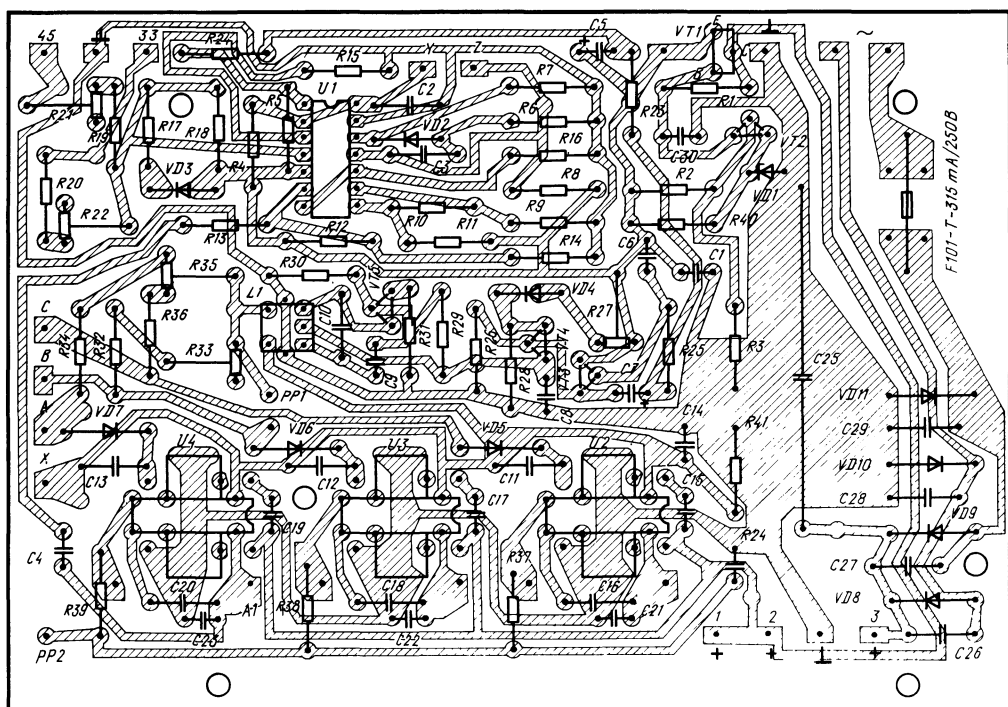 45
33
R24
R15
C5
VT1
E
C
B
~
Y
Z
U1
R7
R5
C2
R23
R1
R27
R19
R17
R18
R6
VD2
R16
C30
VT2
R4
C3
VD3
R20
R8
R2
VD1
R22
R9
R10
R11
R14
R40
R13
R12
C6
C1
F101-T-315 mA/250В
R35
R30
L1
VT3
VD4
R27
C
R36
C10
R31
R29
R26
VT4
R34
R32
R33
C9
R28
C7
R25
R3
C25
B
PP1
C8
VD11
A
VD7
U4
VD6
U3
VD5
U2
C14
R41
C29
X
C13
C12
C11
C15
VD10
C19
C17
C28
R24
VD9
C4
R37
C27
R39
C20
A1
R38
C18
C16
VD8
C23
C22
C21
1
2
3
PP2
+
+
+
C26